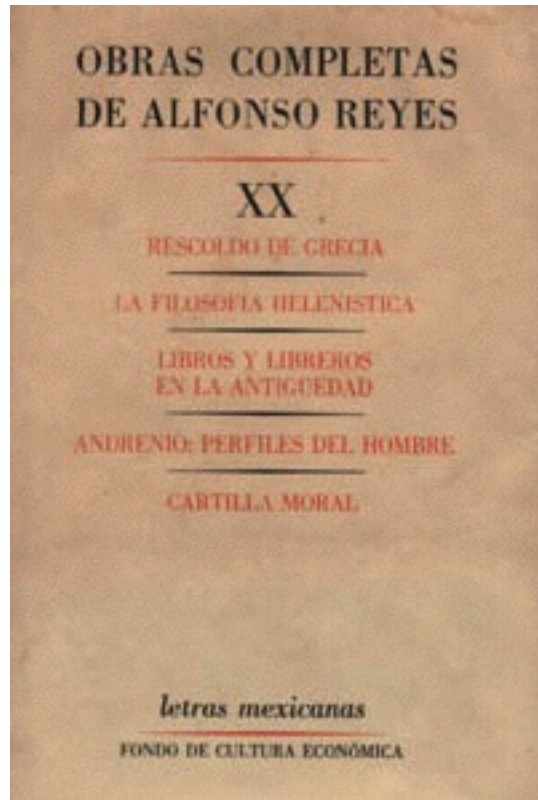 OBRAS COMPLETAS
DE ALFONSO REYES
XX
RESCOLDO DE GRECIA
LA FILOSOFIA HELENISTICA
LIBROS Y LIBREROS
EN LA ANTIGUEDAD
ANDRENIO: PERFILES DEL HOMBRE
CARTILLA MORAL
letras mexicanas
FONDO DE CULTURA ECONÓMICA